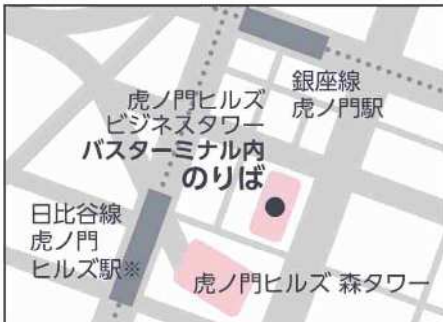 銀座線
虎ノ門駅
虎ノ門ヒルズ
ビジネスタワー
バスターミナル内
のりば
日比谷線
虎ノ門
ヒルズ駅※
虎ノ門ヒルズ 森タワー